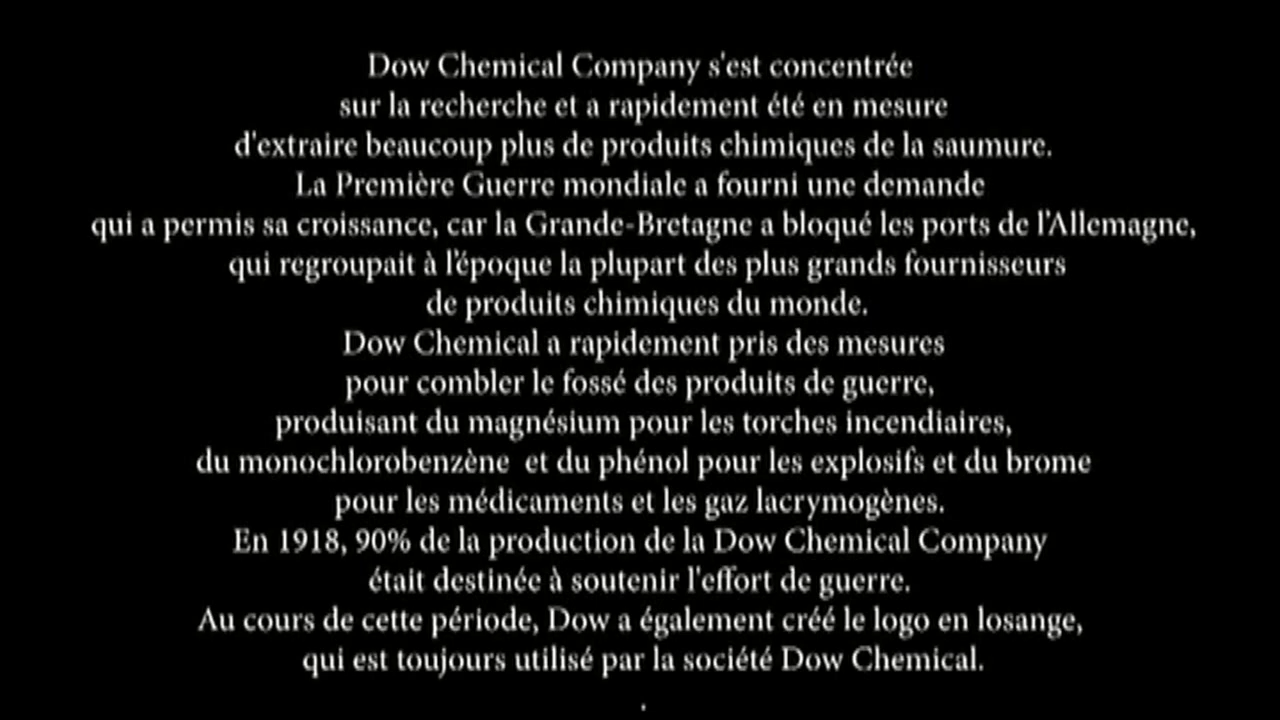 Dow Chemical Company s'est concentrée
sur la recherche et a rapidement été en mesure
d'extraire beaucoup plus de produits chimiques de la saumure.
La Première Guerre mondiale a fourni une demande
qui a permis sa croissance, car la Grande-Bretagne a bloqué les ports de l'Allemagne,
qui regroupait à l'époque la plupart des plus grands fournisseurs
de produits chimiques du monde.
Dow Chemical a rapidement pris des mesures
pour combler le fossé des produits de guerre,
produisant du magnésium pour les torches incendiaires,
du monochlorobenzène  et du phénol pour les explosifs et du brome
pour les médicaments et les gaz lacrymogènes.
En 1918, 90% de la production de la Dow Chemical Company
était destinée à soutenir l'effort de guerre.
Au cours de cette période, Dow a également créé le logo en losange,
qui est toujours utilisé par la société Dow Chemical.
.